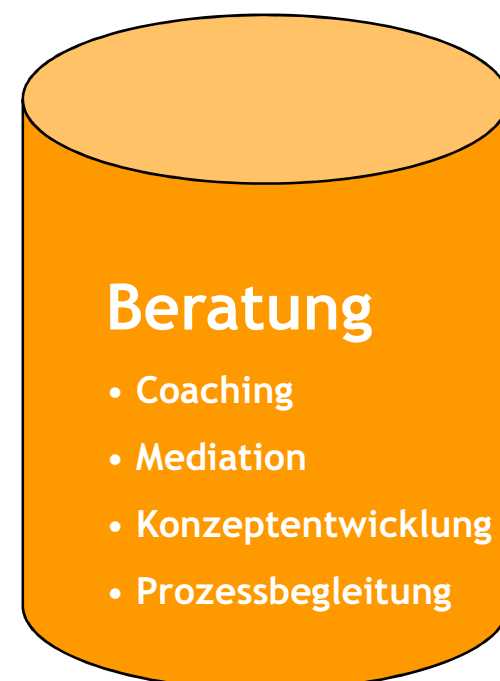 Beratung
• Coaching
• Mediation
• Konzeptentwicklung
• Prozessbegleitung